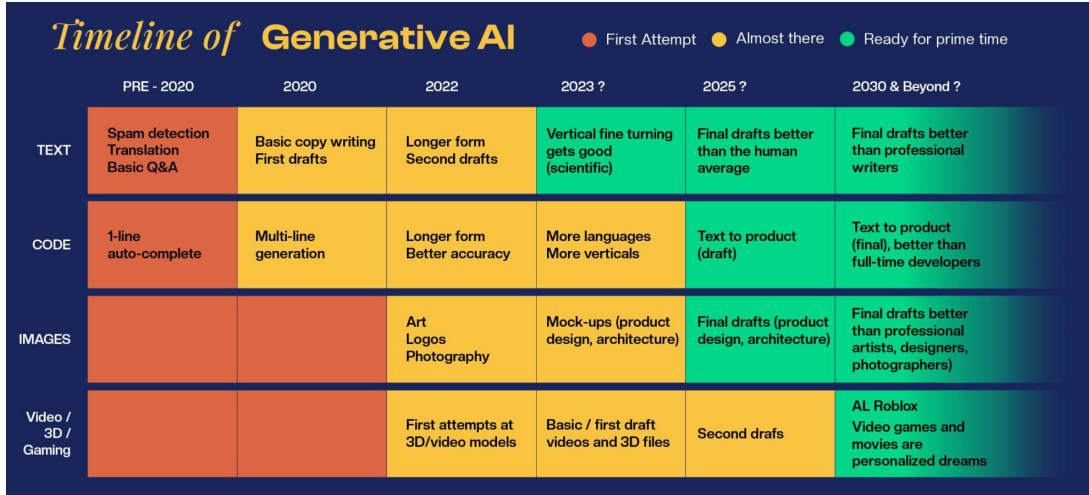 Timeline of Generative AI
First Attempt
Almost there
Ready for prime time
PRE - 2020
2020
2022
2023 ?
2025 ?
2030 & Beyond ?
TEXT
Spam detection
Translation
Basic Q&A
Basic copy writing
First drafts
Longer form
Second drafts
Vertical fine turning
gets good
(scientific)
Final drafts better
than the human
average
Final drafts better
than professional
writers
CODE
1-line
auto-complete
Multi-line
generation
Longer form
Better accuracy
More languages
More verticals
Text to product
(draft)
Text to product
(final), better than
full-time developers
IMAGES
Art
Logos
Photography
Mock-ups (product
design, architecture)
Final drafts (product
design, architecture)
Final drafts better
than professional
artists, designers,
photographers)
Video /
3D /
Gaming
First attempts at
3D/video models
Basic / first draft
videos and 3D files
Second drafs
AL Roblox
Video games and
movies are
personalized dreams